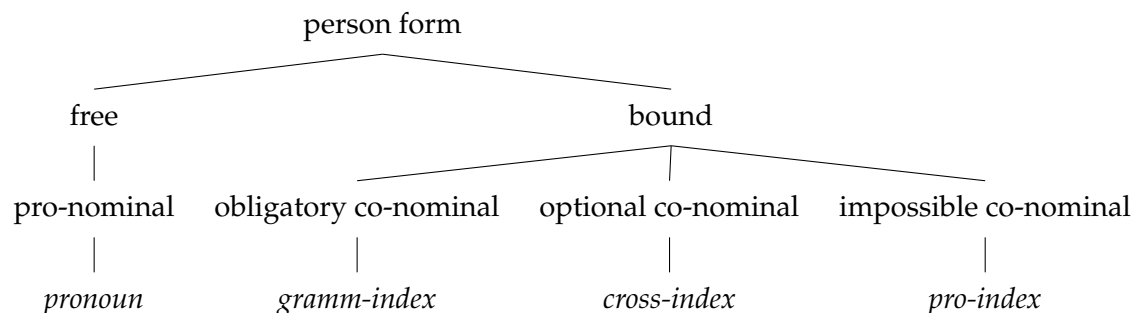 person form
free bound
pro-nominal obligatory co-nominal optional co-nominal impossible co-nominal
pronoun gramm-index cross-index pro-index